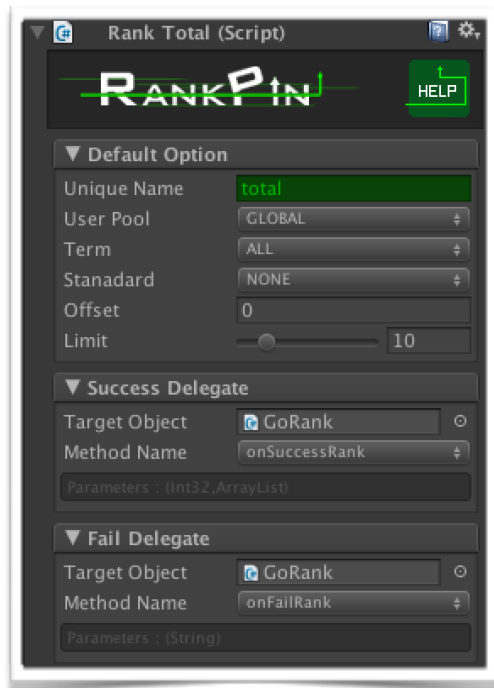 Rank Total (Script)
RANKPIN HELP
▼ Default Option
Unique Name total
User Pool GLOBAL
Term ALL
Stanadard NONE
Offset 0
Limit 10
▼ Success Delegate
Target Object GoRank
Method Name onSuccessRank
Parameters : (Int32,ArrayList)
▼ Fail Delegate
Target Object GoRank
Method Name onFailRank
Parameters : (String)